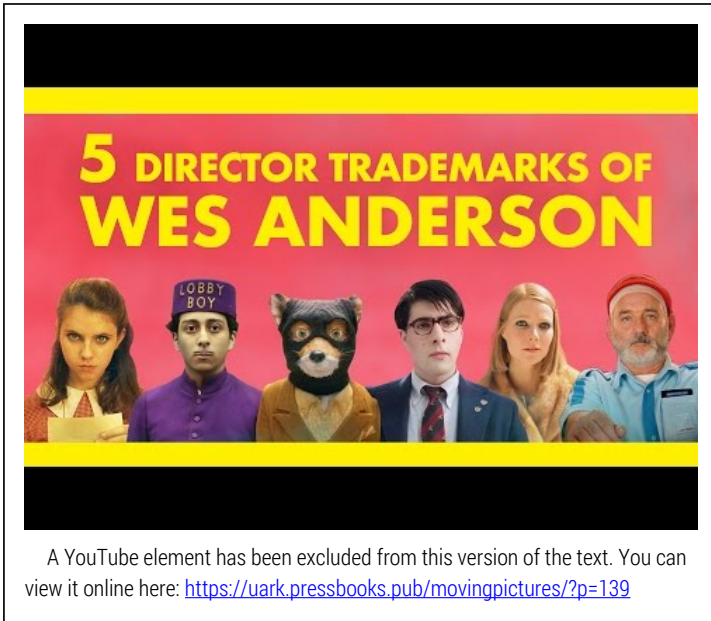 5 DIRECTOR TRADEMARKS OF
WES ANDERSON
LOBBY
BOY
A YouTube element has been excluded from this version of the text. You can
view it online here: https://uark.pressbooks.pub/movingpictures/?p=139